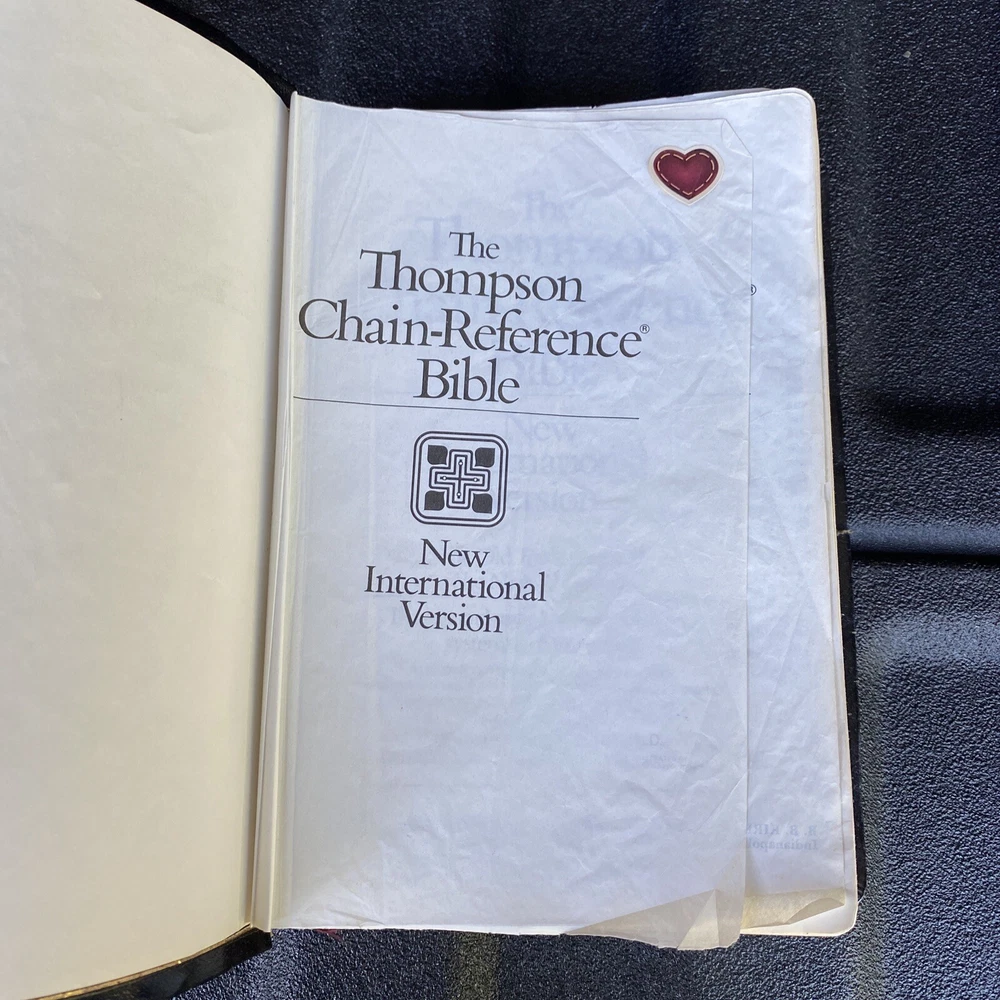 The
Thompson
Chain-Reference®
Bible
New
International
Version
®